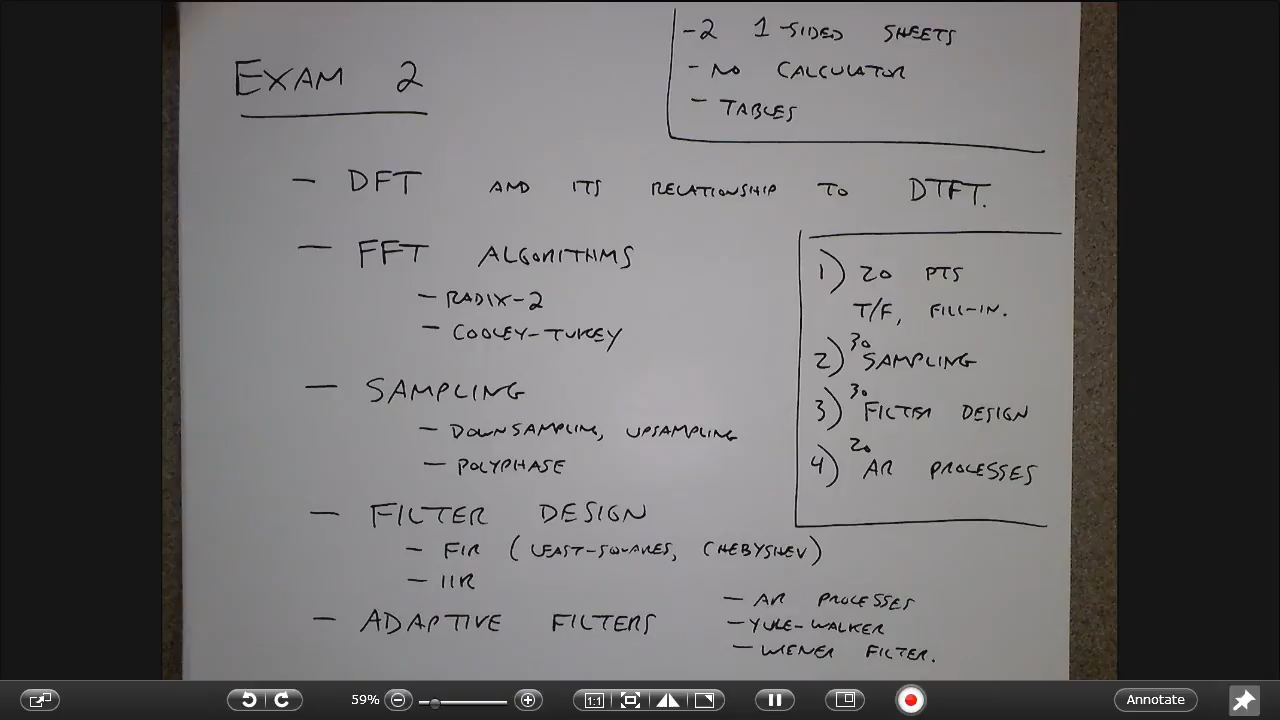 - 2 1-SIDED SHEETS
- NO CALCULATOR
- TABLES
EXAM 2
- DFT AND ITS RELATIONSHIP TO DTFT.
- FFT ALGORITHMS
- RADIX-2
- COOLEY-TUKEY
- SAMPLING
- DOWNSAMPLING, UPSAMPLING
- POLYPHASE
- FILTER DESIGN
- FIR (LEAST-SQUARES, CHEBYSHEV)
- IIR
- ADAPTIVE FILTERS
- AR PROCESSES
- YULE-WALKER
- WIENER FILTER.
1) 20 PTS
T/F, FILL-IN.
2) 30 SAMPLING
3) 30 FILTER DESIGN
4) 20 AR PROCESSES
59%
1:1
Annotate